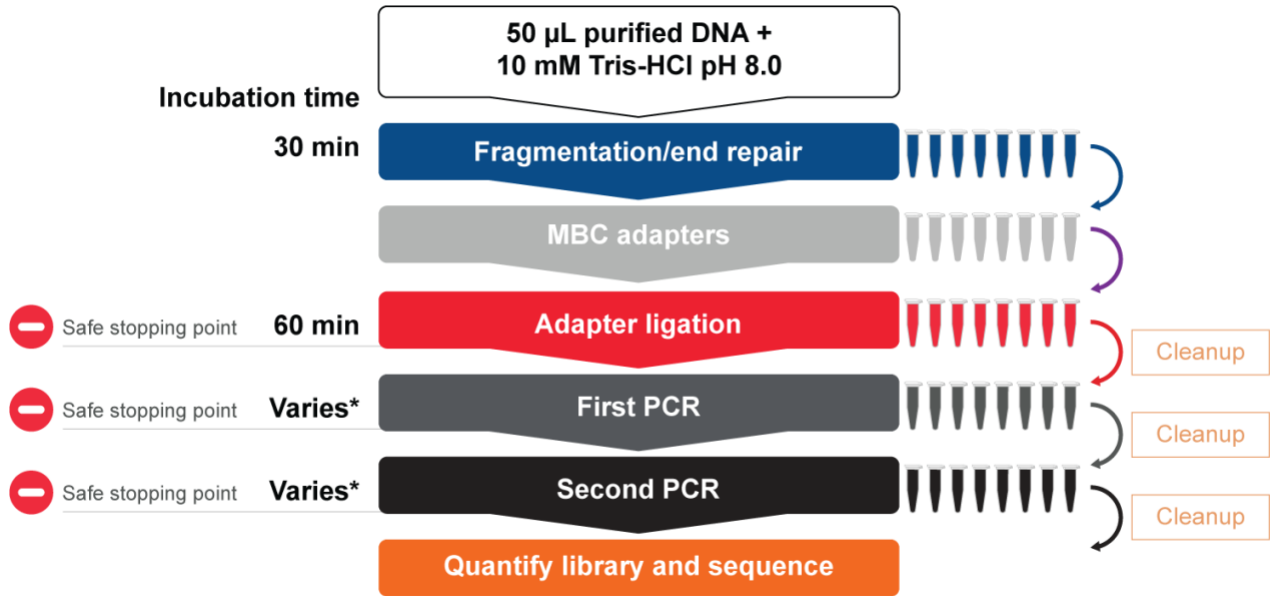 50 µL purified DNA +
10 mM Tris-HCl pH 8.0
Incubation time
30 min
Fragmentation/end repair
MBC adapters
Safe stopping point
60 min
Adapter ligation
Cleanup
Safe stopping point
Varies*
First PCR
Cleanup
Safe stopping point
Varies*
Second PCR
Cleanup
Quantify library and sequence